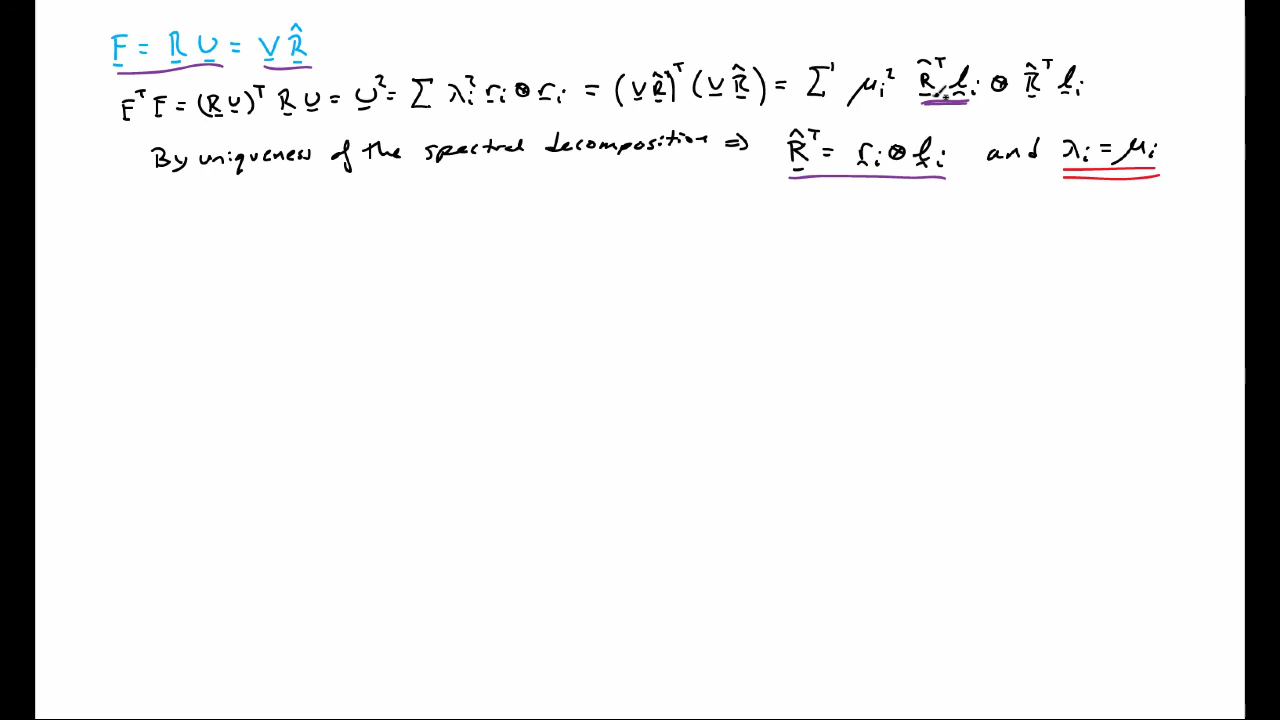 F = R U = V R̂
FᵀF = (R U)ᵀ R U = U² = Σ λᵢ² rᵢ ⊗ rᵢ = (V R̂)ᵀ (V R̂) = Σ μᵢ² R̂ᵀ lᵢ ⊗ R̂ᵀ lᵢ
By uniqueness of the spectral decomposition ⇒ R̂ᵀ = rᵢ ⊗ lᵢ and λᵢ = μᵢ